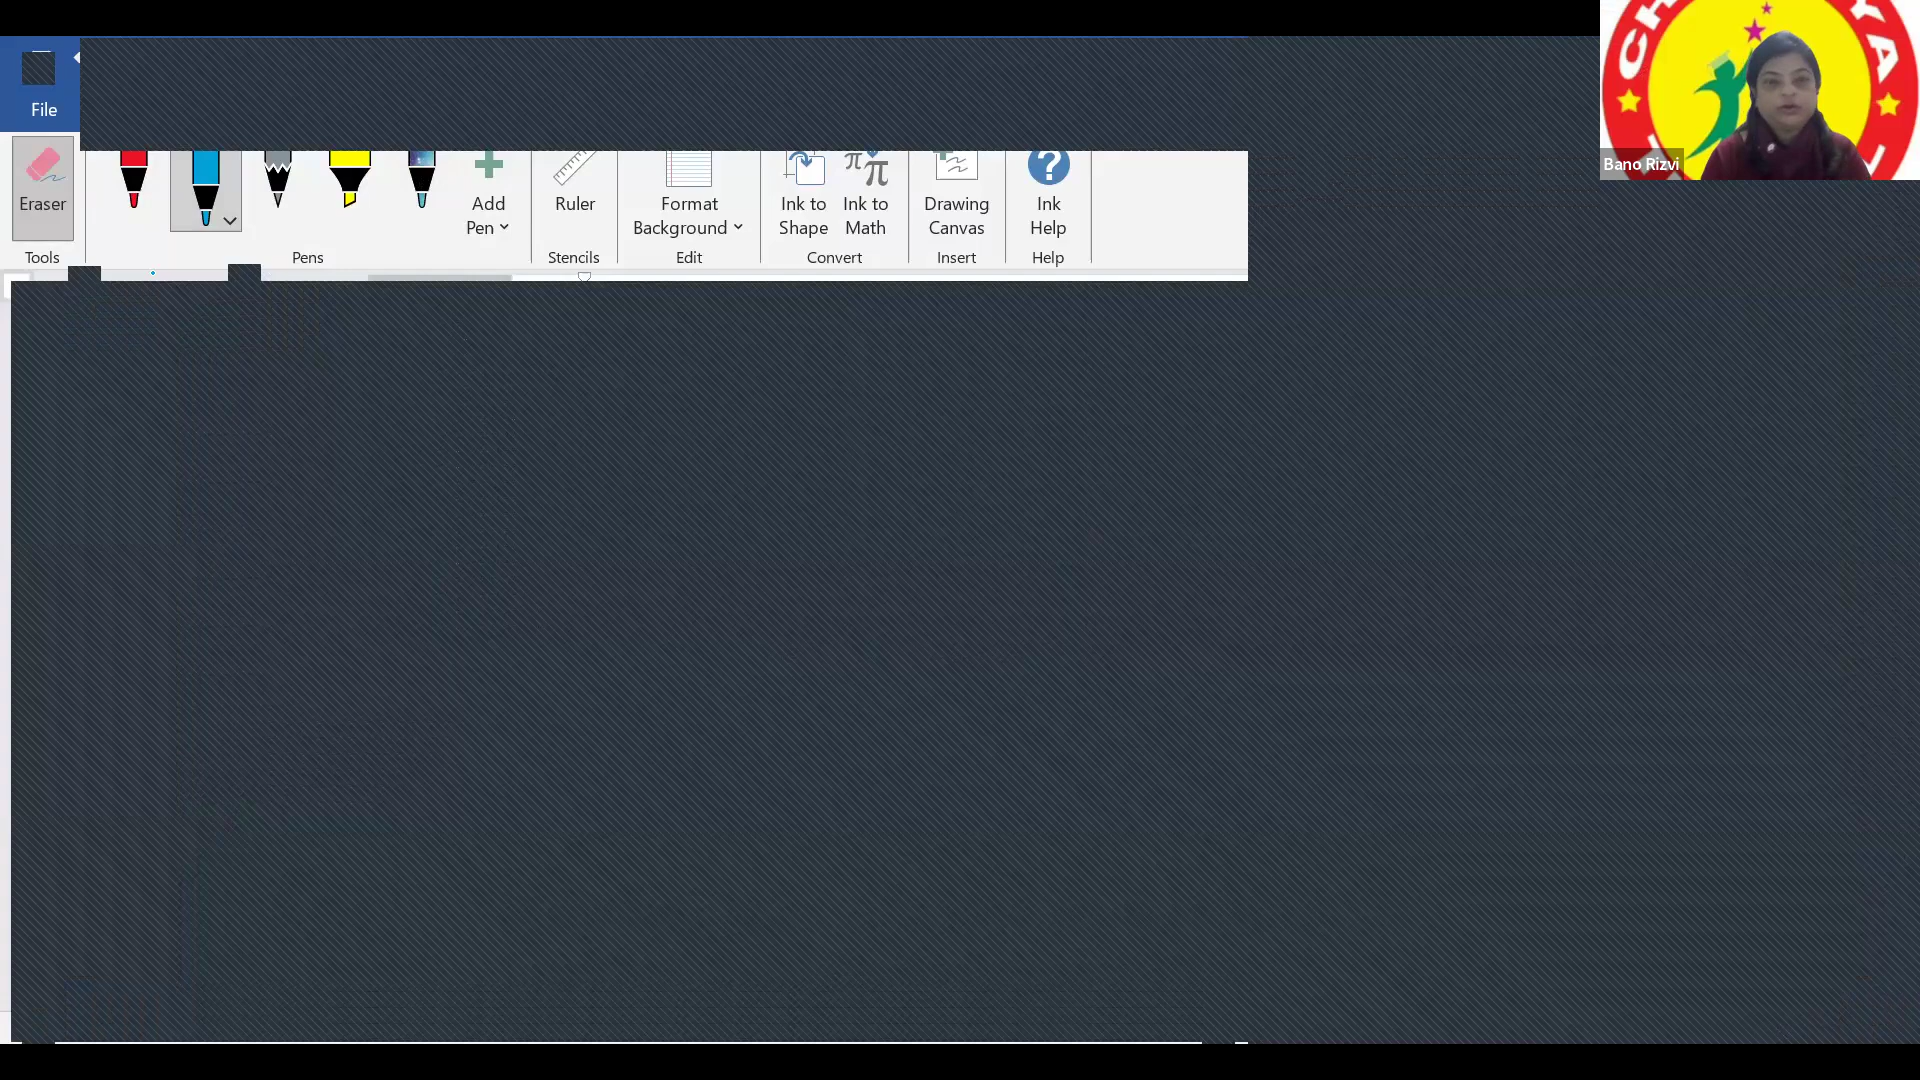 File
Bano Rizvi
Eraser
Add
Pen
Ruler
Format
Background
Ink to
Shape
Ink to
Math
Drawing
Canvas
Ink
Help
Tools
Pens
Stencils
Edit
Convert
Insert
Help